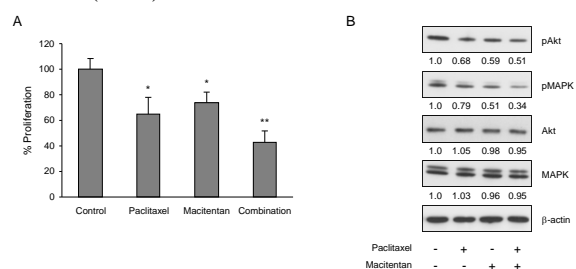 A
B
120
100
80
60
40
20
0
% Proliferation
*
*
**
Control Paclitaxel Macitentan Combination
pAkt
1.0 0.68 0.59 0.51
pMAPK
1.0 0.79 0.51 0.34
Akt
1.0 1.05 0.98 0.95
MAPK
1.0 1.03 0.96 0.95
β-actin
Paclitaxel - + - +
Macitentan - - + +